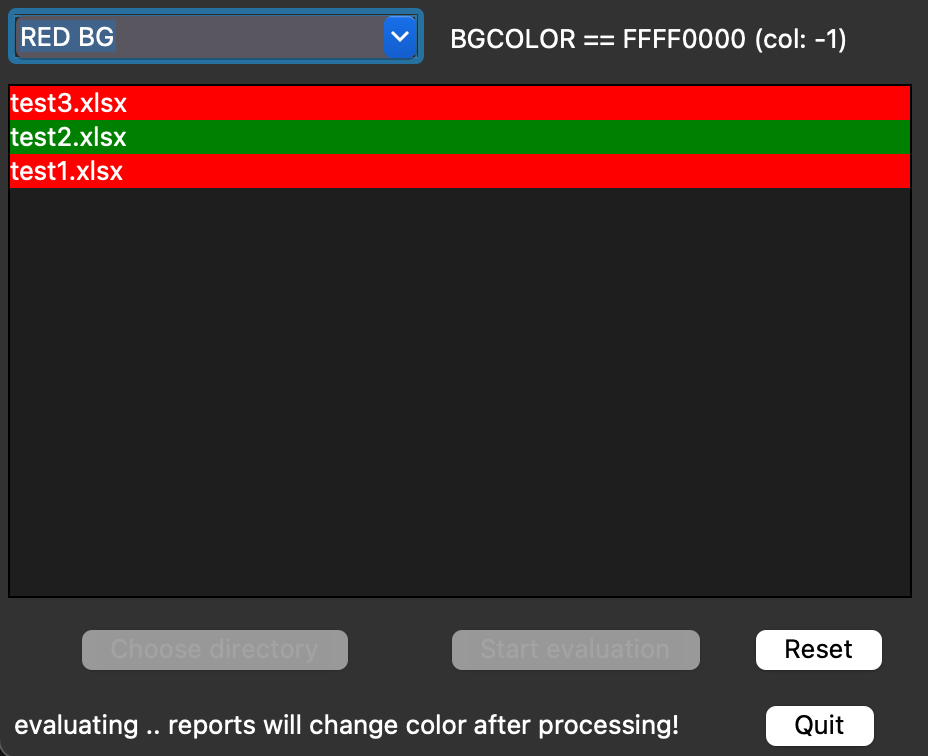 RED BG
BGCOLOR == FFFF0000 (col: -1)
test3.xlsx
test2.xlsx
test1.xlsx
Choose directory
Start evaluation
Reset
evaluating .. reports will change color after processing!
Quit